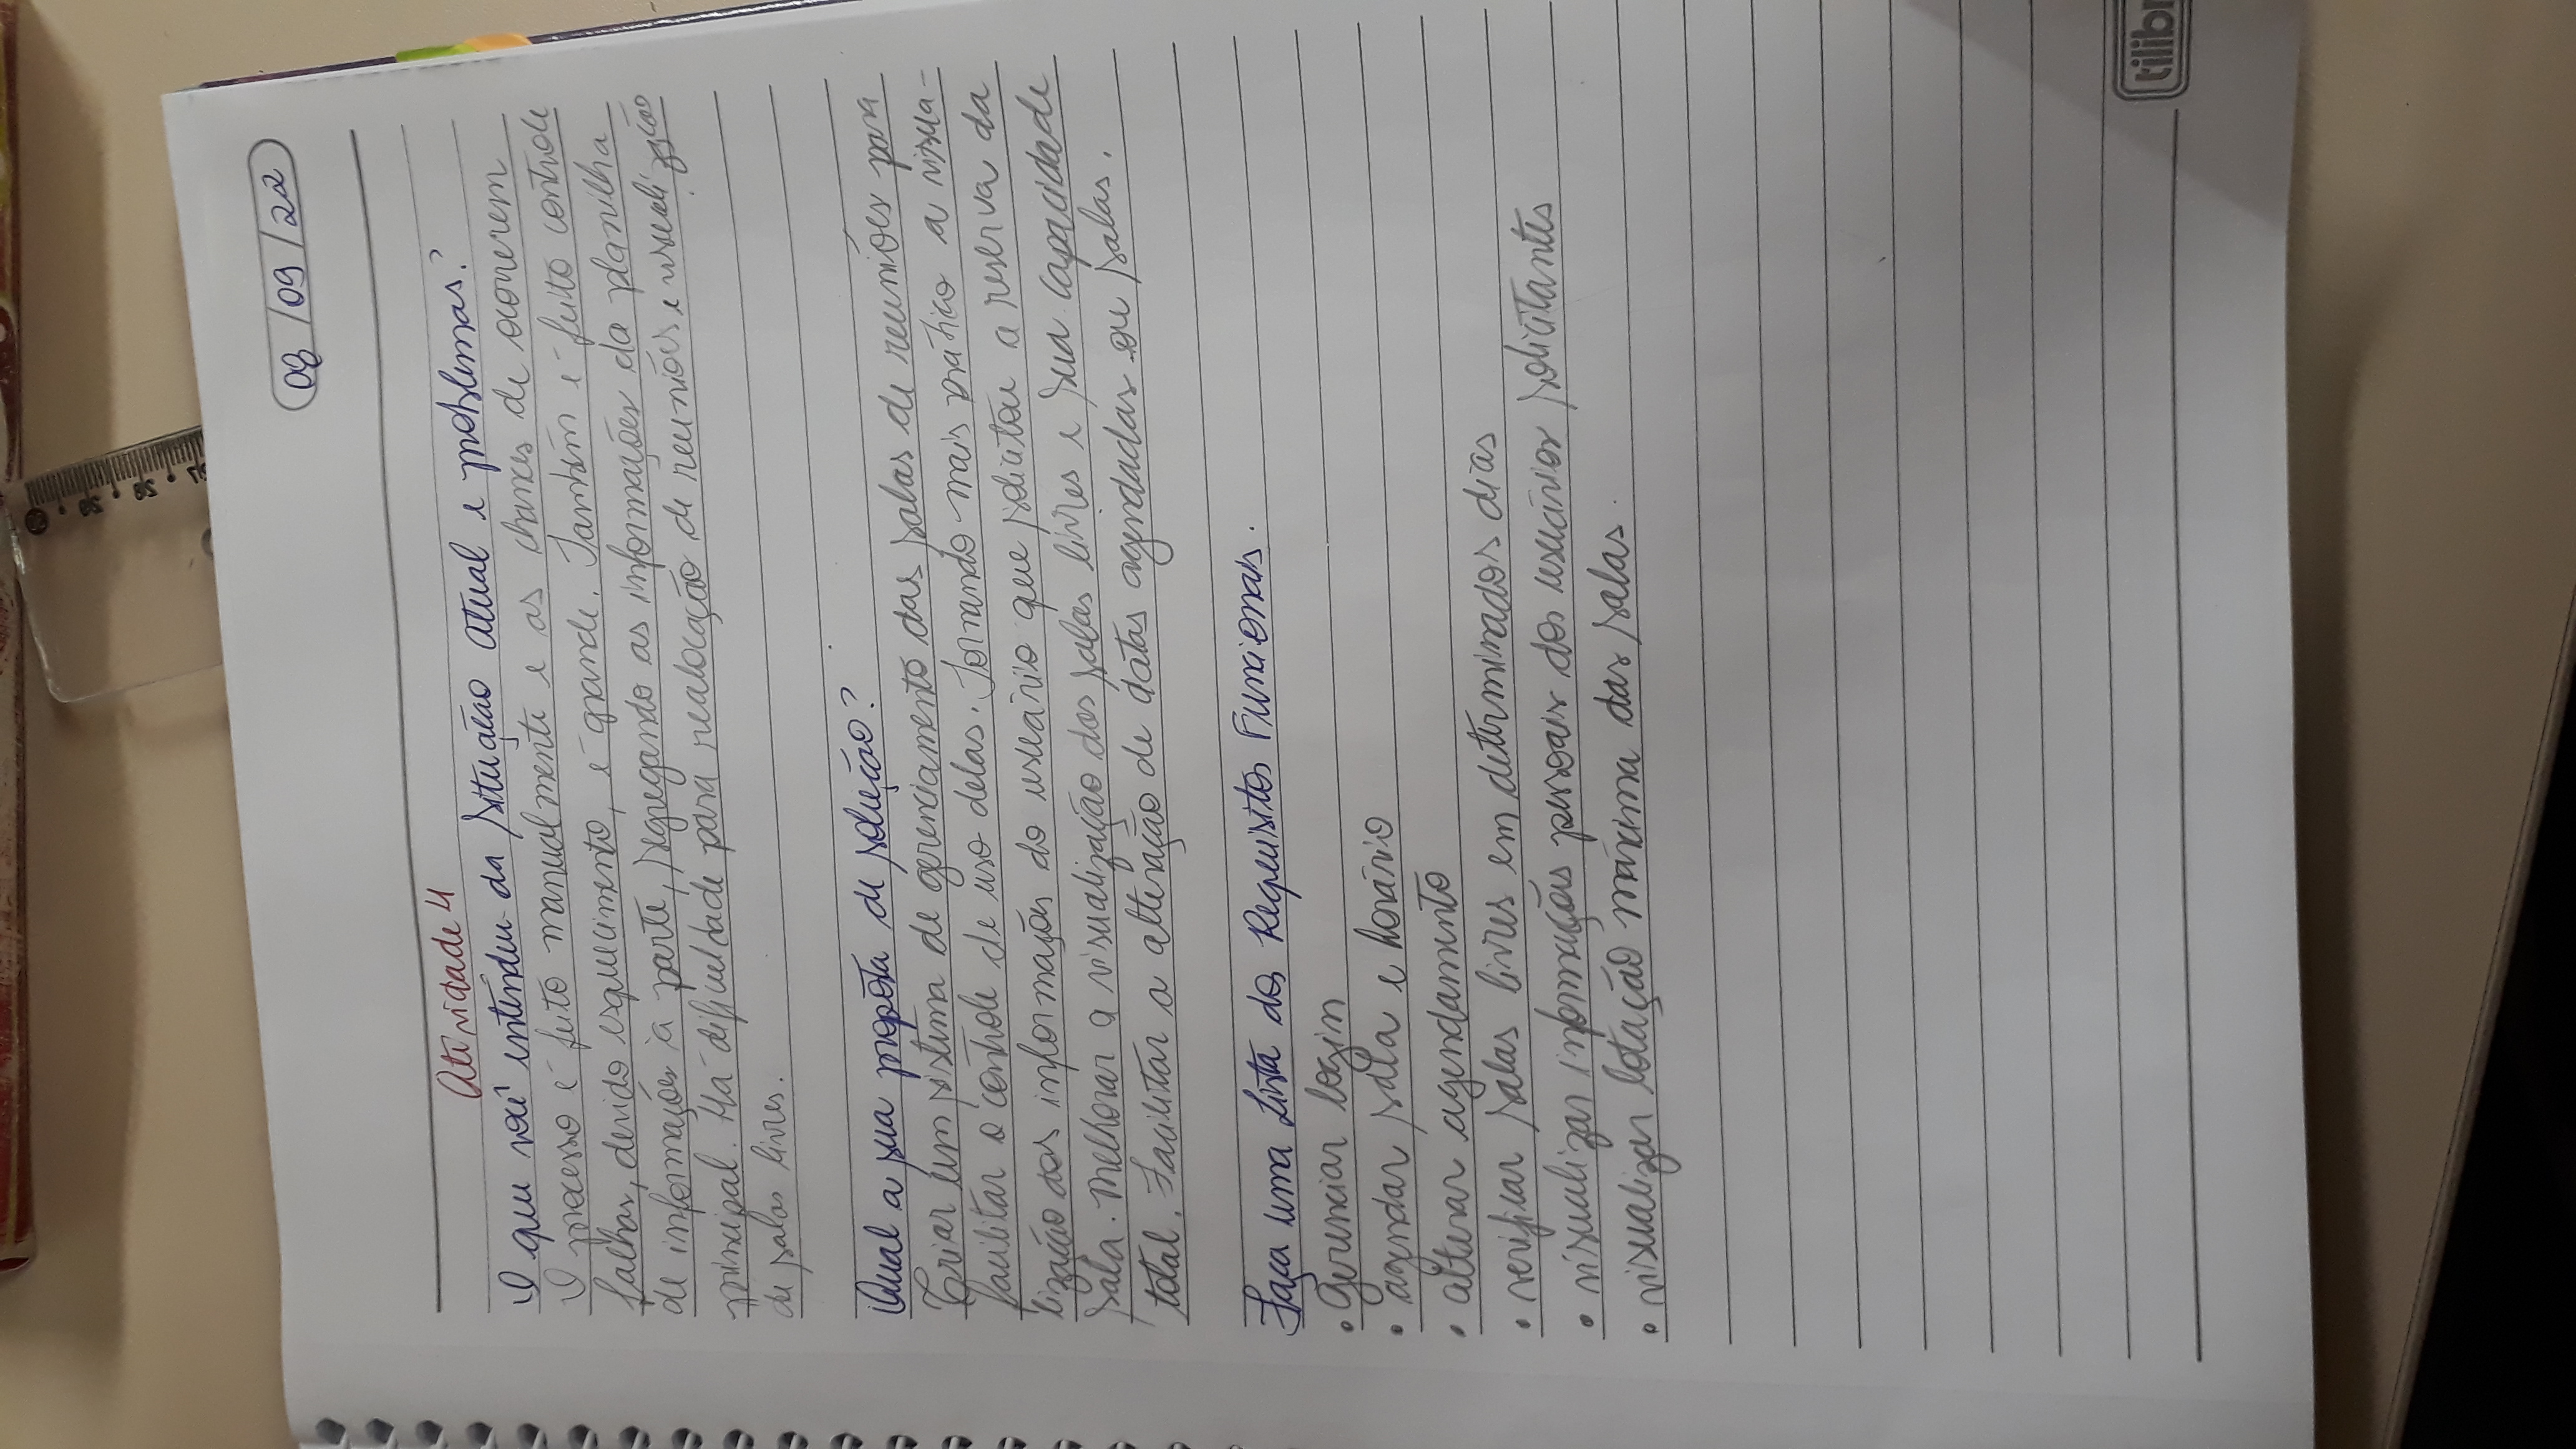 08/09/22
Atividade 4
O que você entendeu da situação atual e problemas?
O processo é feito manualmente e as chances de ocorrerem
falhas, devido esquecimento, é grande. Também é feito controle
de informações à parte, segregando as informações da planilha
principal. Há dificuldade para realocação de reuniões e visualização
de salas livres.
Qual a sua proposta de solução?
Criar um sistema de gerenciamento das salas de reuniões para
facilitar o controle de uso delas. Tornando mais prático a visua-
lização das informações do usuário que solicitou a reserva da
sala. Melhorar a visualização das salas livres e sua capacidade
total. Facilitar a alteração de datas agendadas ou salas.
Faça uma Lista dos Requisitos Funcionais.
• Gerenciar login
• agendar sala e horário
• alterar agendamento
• verificar salas livres em determinados dias
• visualizar informações pessoais dos usuários solicitantes
• visualizar lotação máxima das salas.